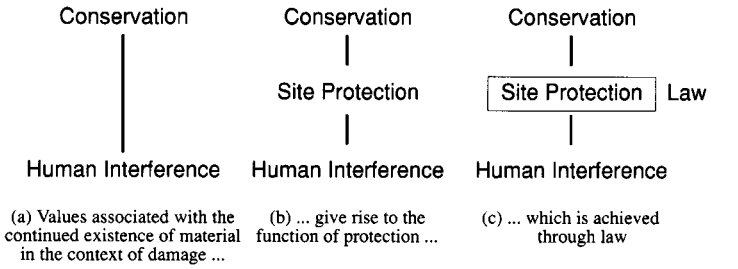 Conservation
Human Interference
(a) Values associated with the
continued existence of material
in the context of damage ...
Conservation
Site Protection
Human Interference
(b) ... give rise to the
function of protection ...
Conservation
Site Protection Law
Human Interference
(c) ... which is achieved
through law